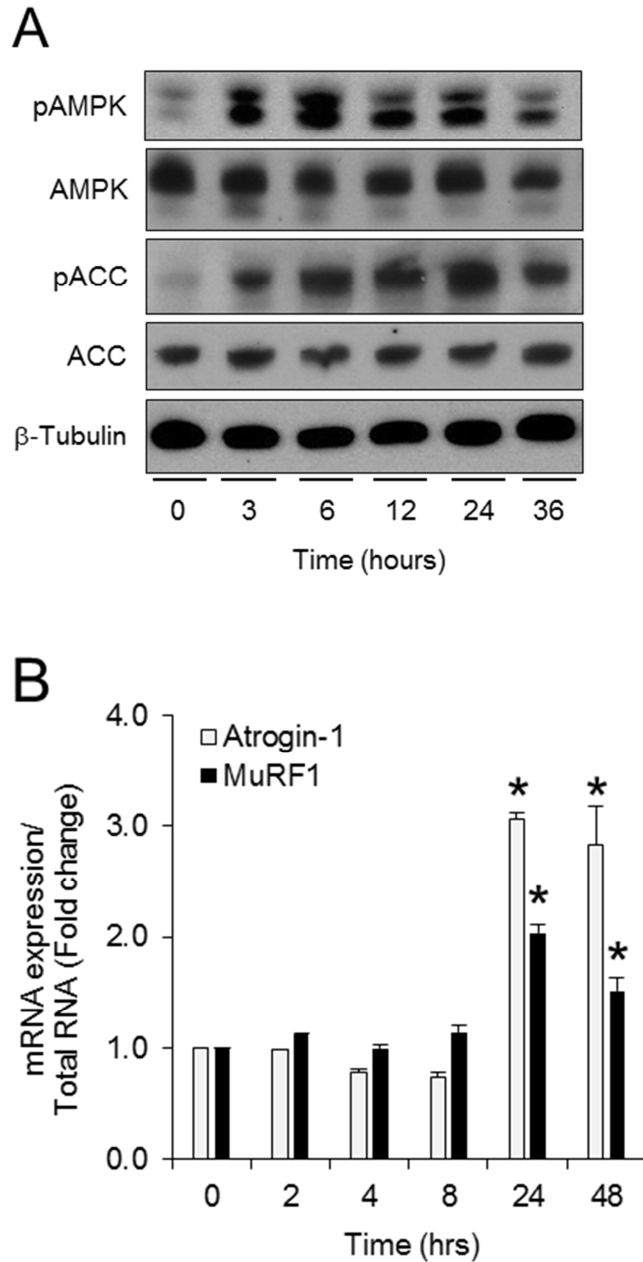 A
pAMPK
AMPK
pACC
ACC
β-Tubulin
0 3 6 12 24 36
Time (hours)
B
mRNA expression/
Total RNA (Fold change)
4.0
3.0
2.0
1.0
0.0
Atrogin-1
MuRF1
* *
* *
0 2 4 8 24 48
Time (hrs)